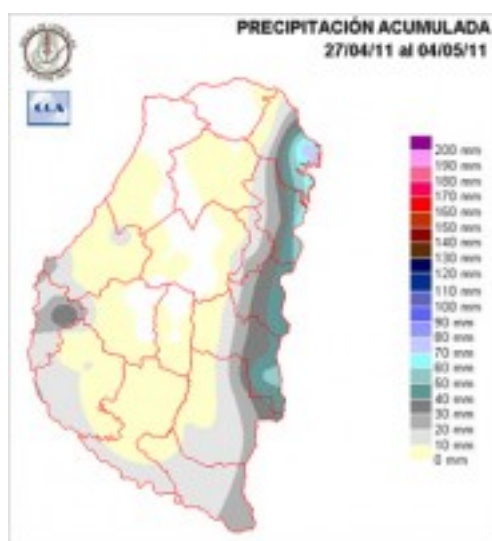 PRECIPITACIÓN ACUMULADA
27/04/11 al 04/05/11
200 mm
190 mm
180 mm
170 mm
160 mm
150 mm
140 mm
130 mm
120 mm
110 mm
100 mm
90 mm
80 mm
70 mm
60 mm
50 mm
40 mm
30 mm
20 mm
10 mm
0 mm